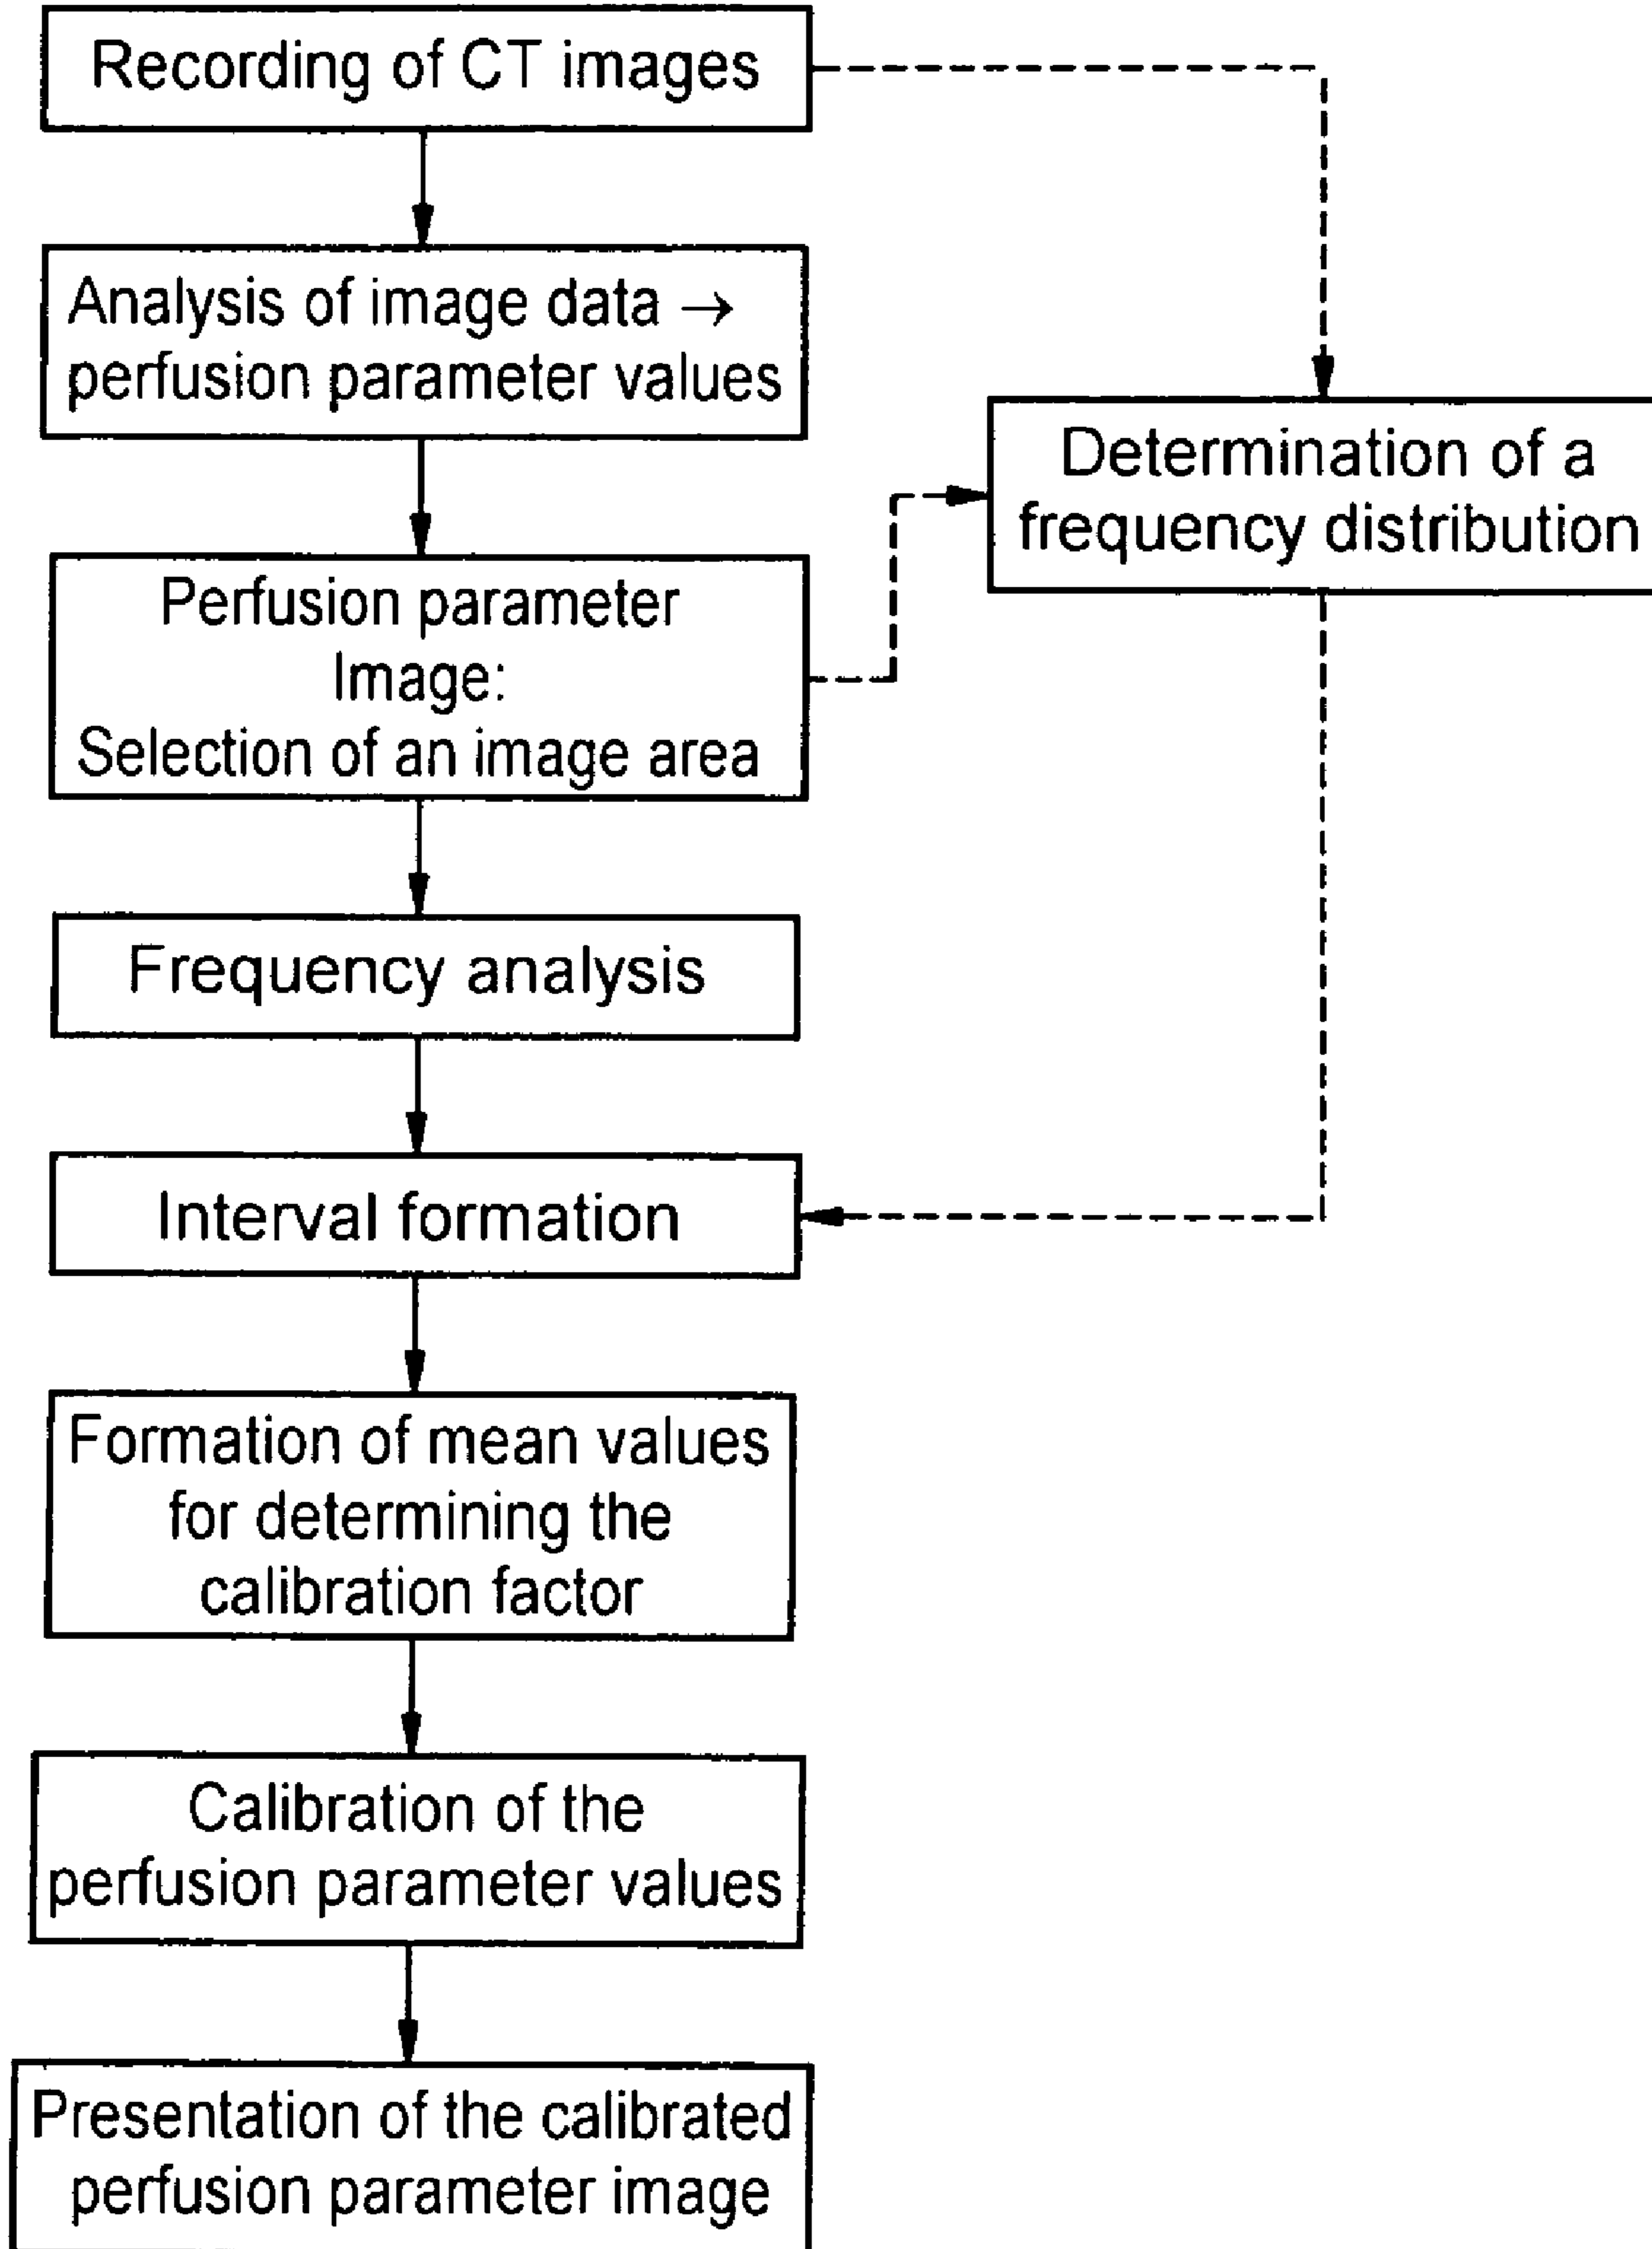 Recording of CT images
Analysis of image data →
perfusion parameter values
Determination of a
frequency distribution
Perfusion parameter
Image:
Selection of an image area
Frequency analysis
Interval formation
Formation of mean values
for determining the
calibration factor
Calibration of the
perfusion parameter values
Presentation of the calibrated
perfusion parameter image